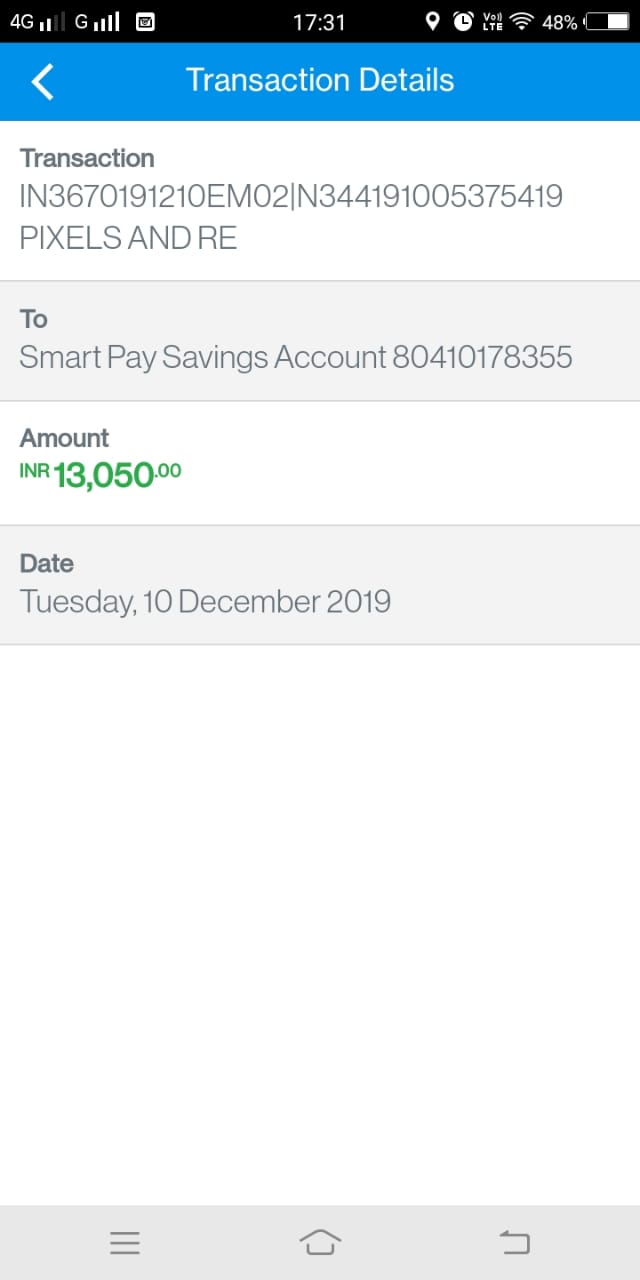 4G G 17:31 Vo)) LTE 48%
Transaction Details
Transaction
IN3670191210EM02|N344191005375419
PIXELS AND RE
To
Smart Pay Savings Account 80410178355
Amount
INR 13,050.00
Date
Tuesday, 10 December 2019